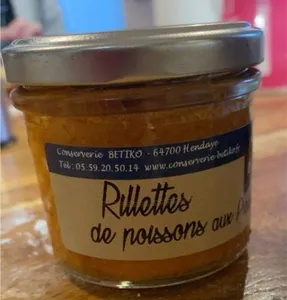 Conserverie BETIKO - 64700 Hendaye
Tél: 05.59.20.50.14 www.conserverie-betiko.fr
Rillettes
de poissons aux